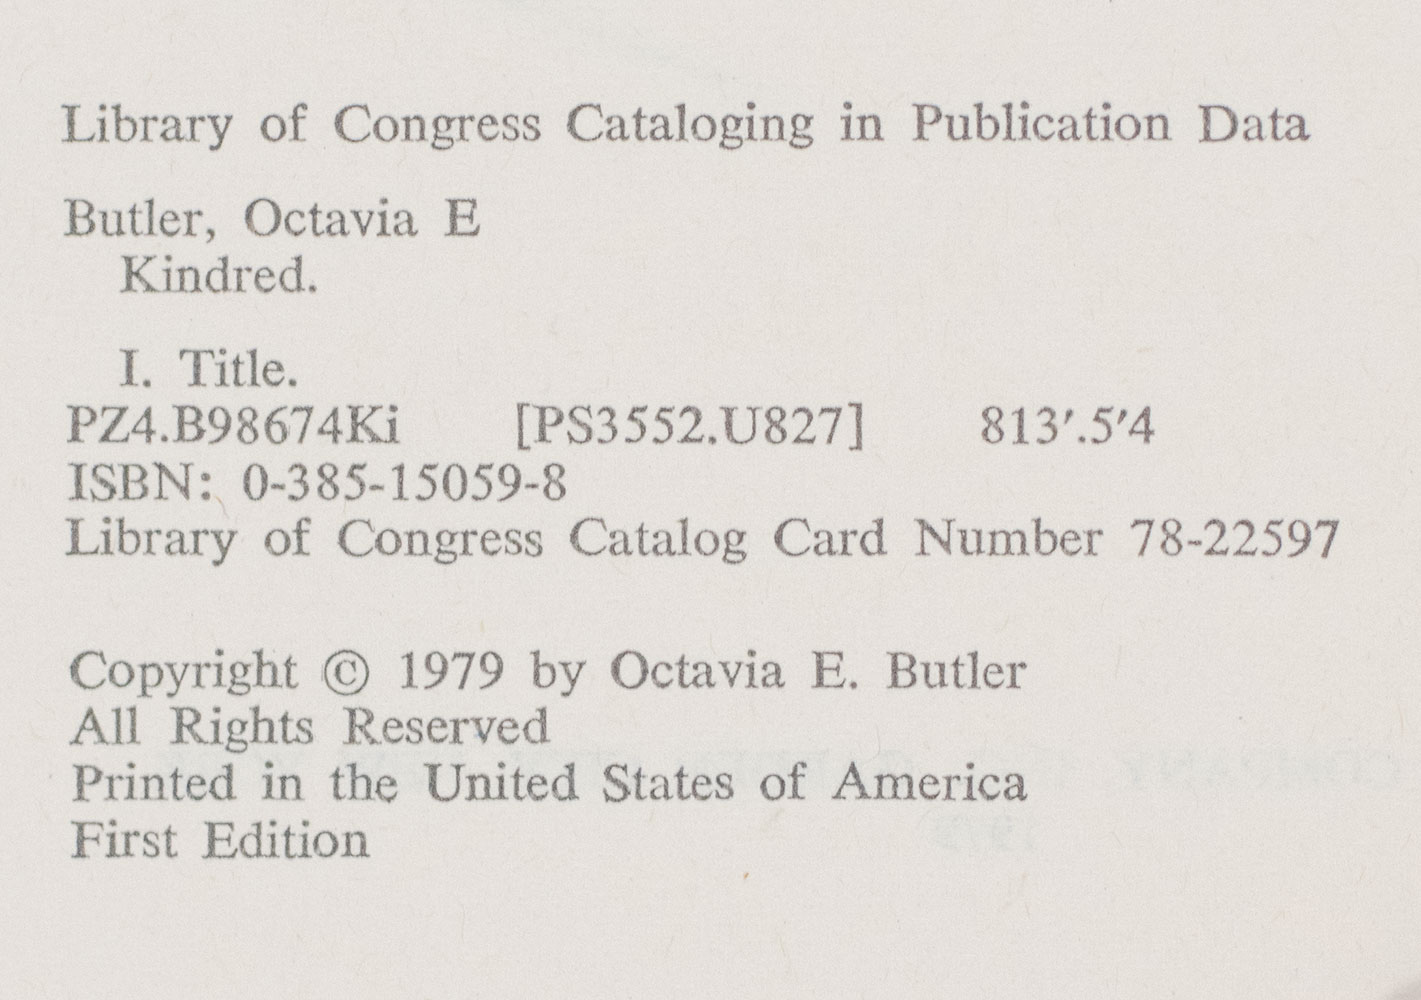 Library of Congress Cataloging in Publication Data
Butler, Octavia E
Kindred.
I. Title.
PZ4.B98674Ki [PS3552.U827] 813′.5′4
ISBN: 0-385-15059-8
Library of Congress Catalog Card Number 78-22597
Copyright © 1979 by Octavia E. Butler
All Rights Reserved
Printed in the United States of America
First Edition